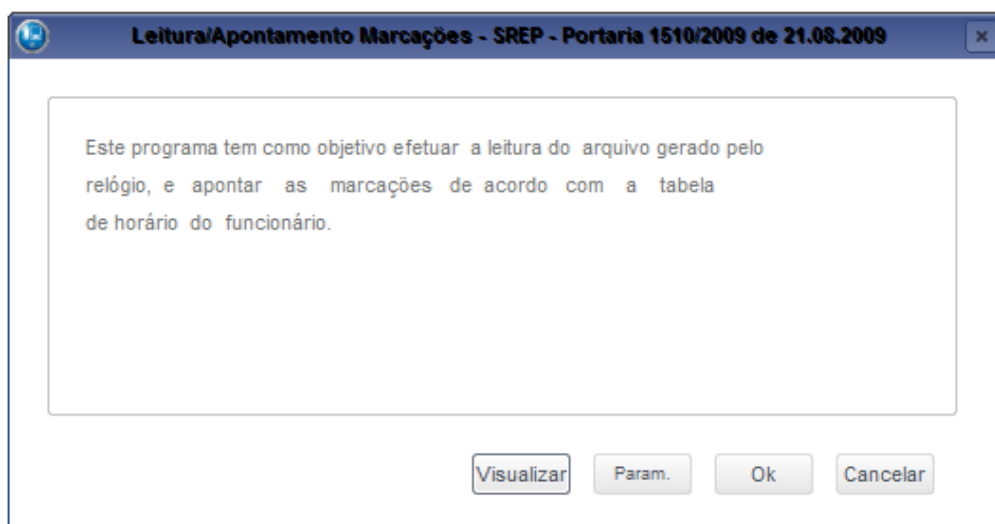 Leitura/Apontamento Marcações - SREP - Portaria 1510/2009 de 21.08.2009
Este programa tem como objetivo efetuar a leitura do arquivo gerado pelo
relógio, e apontar as marcações de acordo com a tabela
de horário do funcionário.
Visualizar Param. Ok Cancelar